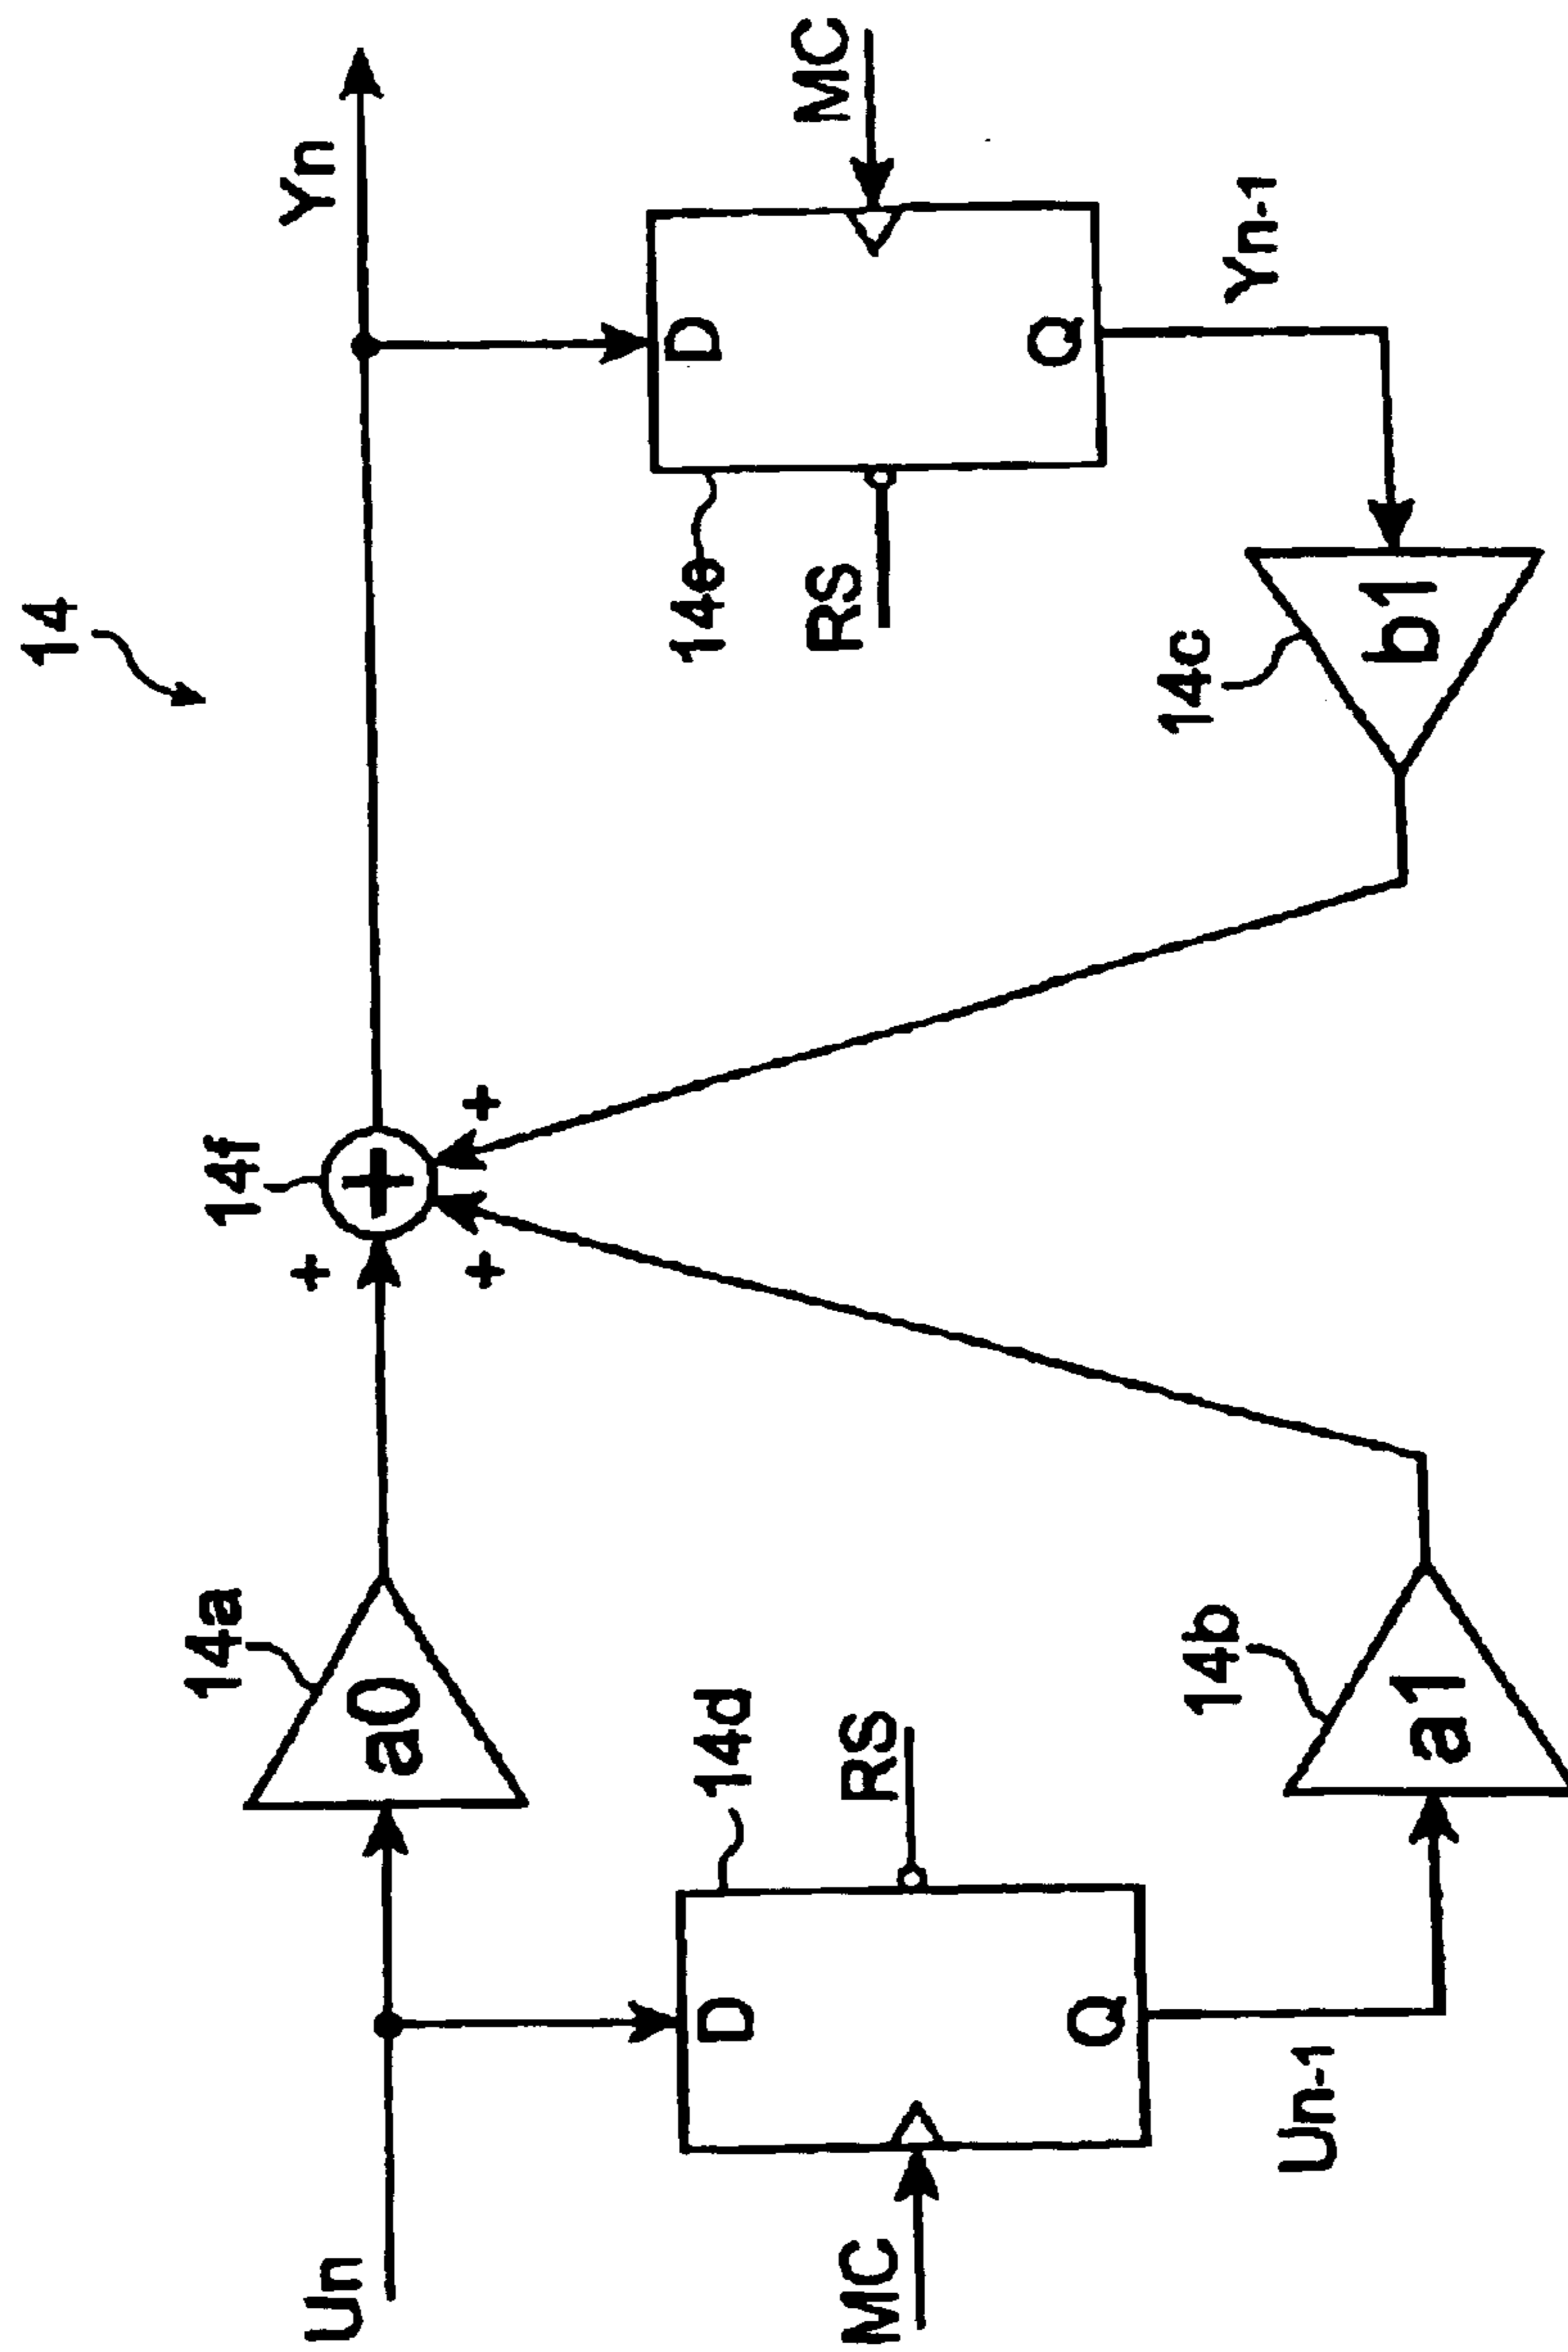 14
Un
14a
a0
+
14f
+
+
+
Yn
MC
D
Q
14d
RS
Un-1
14b
a1
14e
RS
D
Q
MC
Yn-1
14c
b1